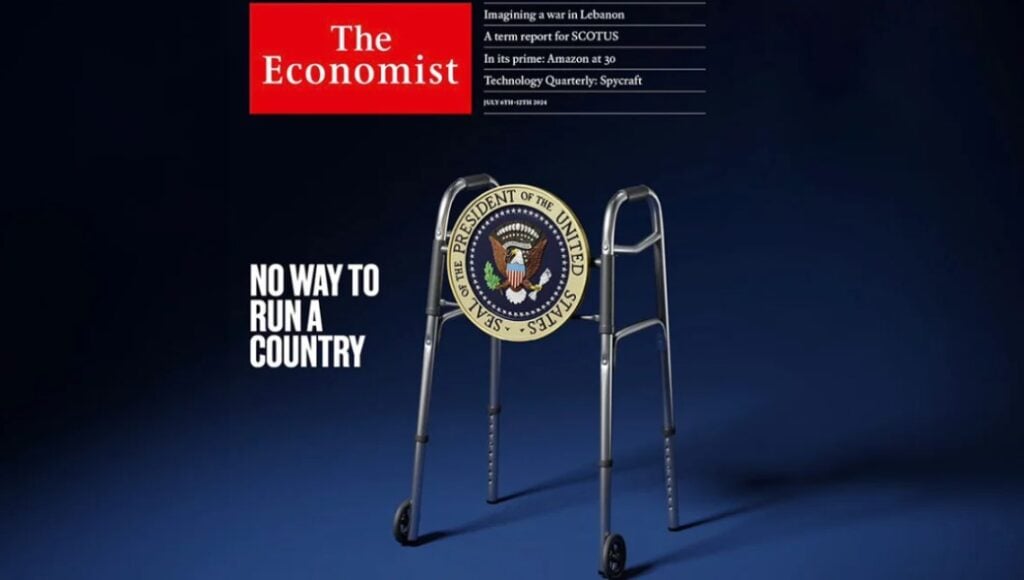 The
Economist
Imagining a war in Lebanon
A term report for SCOTUS
In its prime: Amazon at 30
Technology Quarterly: Spycraft
JULY 6TH–12TH 2024
NO WAY TO
RUN A
COUNTRY
SEAL OF THE PRESIDENT OF THE UNITED STATES